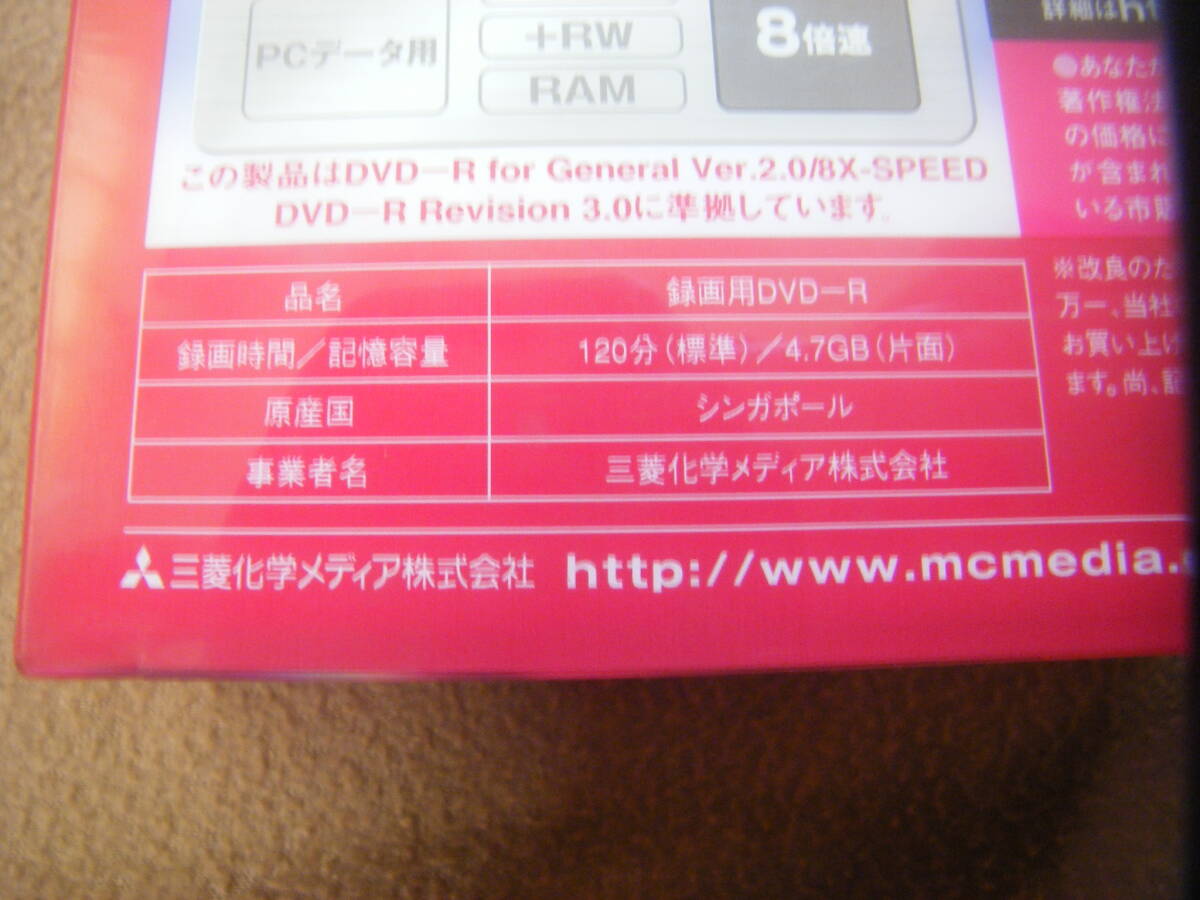 PCデータ用
+RW
RAM
8倍速
この製品はDVD−R for General Ver.2.0/8X-SPEED
DVD−R Revision 3.0に準拠しています。
詳細は
●あなたが
著作権法
の価格に
が含まれ
いる市販
品名 録画用DVD−R
録画時間/記憶容量 120分(標準)/4.7GB(片面)
原産国 シンガポール
事業者名 三菱化学メディア株式会社
※改良のた
万一、当社
お買い上げ
ます。尚、記
三菱化学メディア株式会社 http://www.mcmedia.